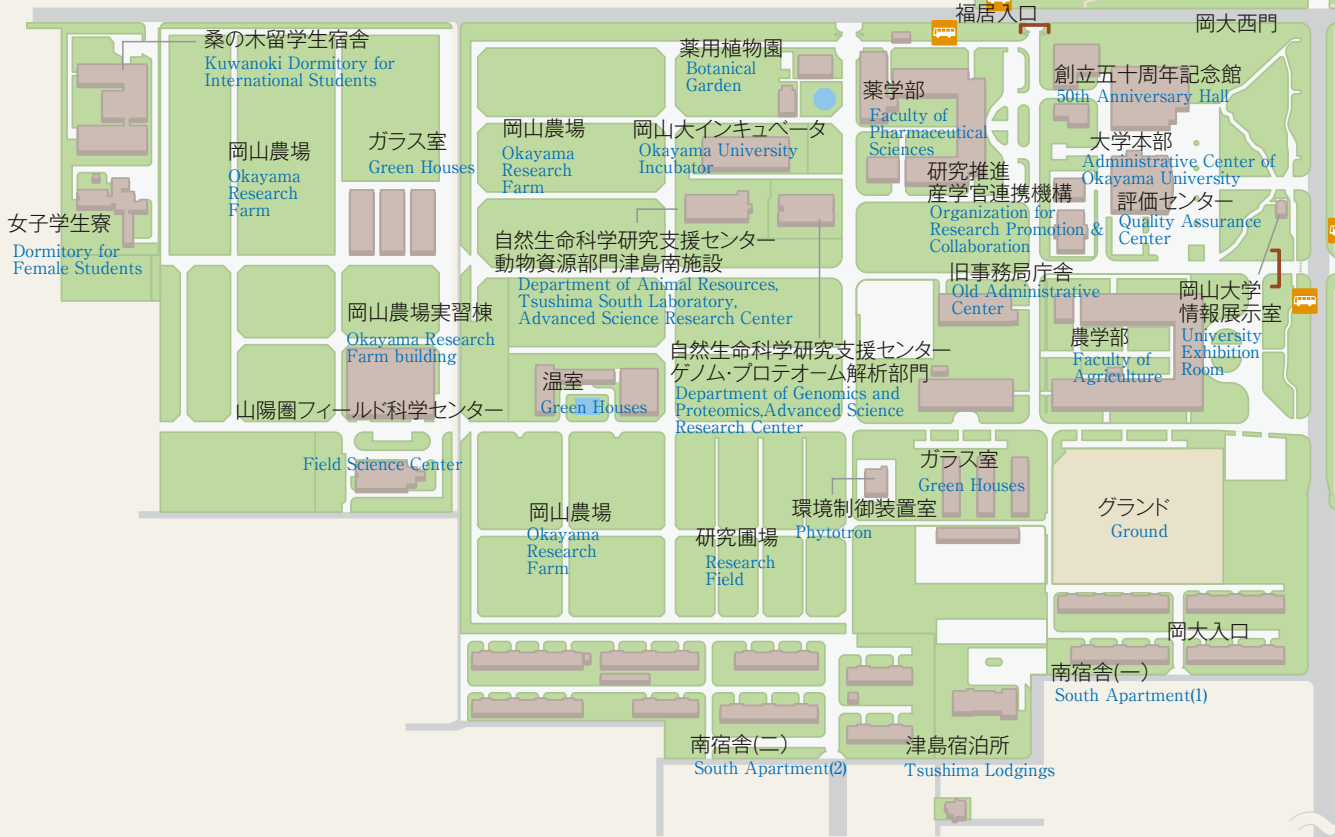 福居入口
岡大西門
桑の木留学生宿舎
Kuwanoki Dormitory for
International Students
薬用植物園
Botanical
Garden
薬学部
Faculty of
Pharmaceutical
Sciences
創立五十周年記念館
50th Anniversary Hall
岡山農場
Okayama
Research
Farm
ガラス室
Green Houses
岡山農場
Okayama
Research
Farm
岡山大インキュベータ
Okayama University
Incubator
大学本部
Administrative Center of
Okayama University
研究推進
産学官連携機構
Organization for
Research Promotion &
Collaboration
評価センター
Quality Assurance
Center
女子学生寮
Dormitory for
Female Students
自然生命科学研究支援センター
動物資源部門津島南施設
Department of Animal Resources,
Tsushima South Laboratory,
Advanced Science Research Center
旧事務局庁舎
Old Administrative
Center
岡山大学
情報展示室
University
Exhibition
Room
岡山農場実習棟
Okayama Research
Farm building
農学部
Faculty of
Agriculture
自然生命科学研究支援センター
ゲノム・プロテオーム解析部門
Department of Genomics and
Proteomics,Advanced Science
Research Center
温室
Green Houses
山陽圏フィールド科学センター
Field Science Center
ガラス室
Green Houses
環境制御装置室
Phytotron
グランド
Ground
岡山農場
Okayama
Research
Farm
研究圃場
Research
Field
岡大入口
南宿舎(一)
South Apartment(1)
南宿舎(二)
South Apartment(2)
津島宿泊所
Tsushima Lodgings